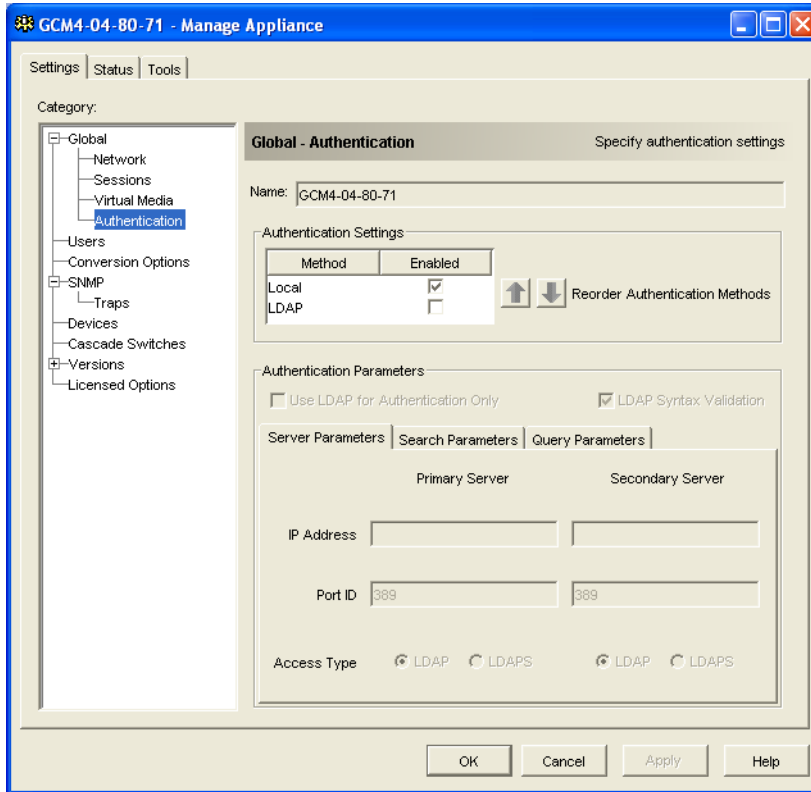 GCM4-04-80-71 - Manage Appliance
Settings Status Tools
Category:
Global
Network
Sessions
Virtual Media
Authentication
Users
Conversion Options
SNMP
Traps
Devices
Cascade Switches
Versions
Licensed Options
Global - Authentication Specify authentication settings
Name: GCM4-04-80-71
Authentication Settings
Method Enabled
Local
LDAP
Reorder Authentication Methods
Authentication Parameters
Use LDAP for Authentication Only LDAP Syntax Validation
Server Parameters Search Parameters Query Parameters
Primary Server Secondary Server
IP Address
Port ID 389 389
Access Type LDAP LDAPS LDAP LDAPS
OK Cancel Apply Help